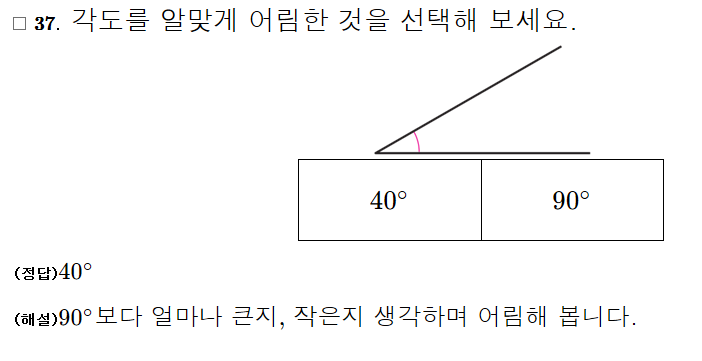 □ 37. 각도를 알맞게 어림한 것을 선택해 보세요.
40° 90°
(정답)40°
(해설)90°보다 얼마나 큰지, 작은지 생각하며 어림해 봅니다.